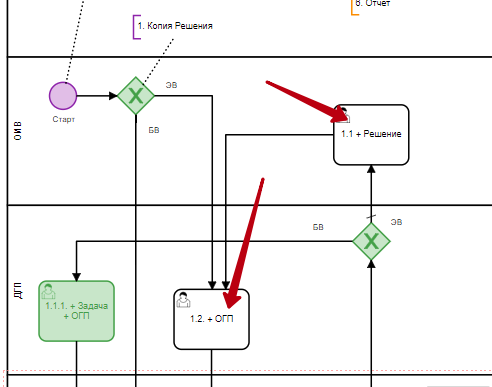 6. Отчет
1. Копия Решения
ЭВ
Старт
БВ
ОИВ
1.1 + Решение
ЭВ
БВ
ДГП
1.1.1. + Задача
+ ОГП
1.2. + ОГП